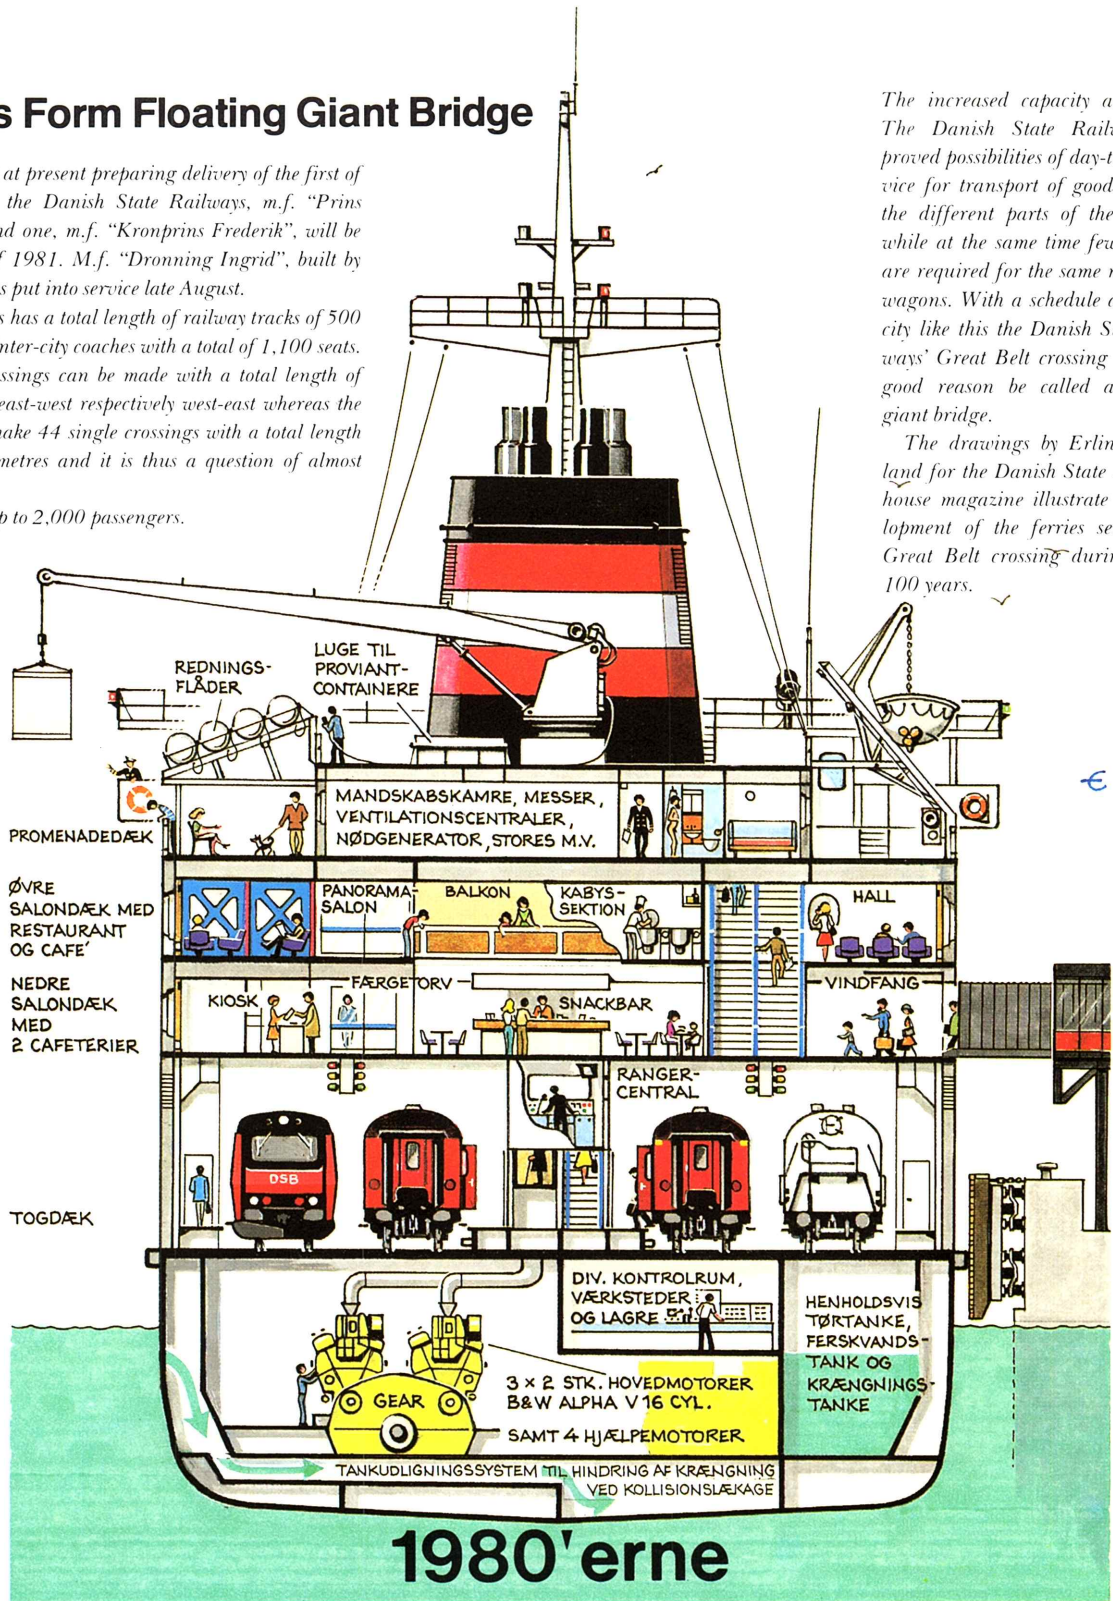 s Form Floating Giant Bridge
at present preparing delivery of the first of
the Danish State Railways, m.f. “Prins
nd one, m.f. “Kronprins Frederik”, will be
f 1981. M.f. “Dronning Ingrid”, built by
s put into service late August.
s has a total length of railway tracks of 500
nter-city coaches with a total of 1,100 seats.
ssings can be made with a total length of
east-west respectively west-east whereas the
make 44 single crossings with a total length
metres and it is thus a question of almost
p to 2,000 passengers.
The increased capacity a
The Danish State Rail
proved possibilities of day-t
vice for transport of good
the different parts of the
while at the same time few
are required for the same n
wagons. With a schedule a
city like this the Danish S
ways’ Great Belt crossing
good reason be called a
giant bridge.
The drawings by Erlin
land for the Danish State
house magazine illustrate
lopment of the ferries se
Great Belt crossing durin
100 years.
REDNINGS-
FLÅDER
LUGE TIL
PROVIANT-
CONTAINERE
€
PROMENADEDÆK
MANDSKABSKAMRE, MESSER,
VENTILATIONSCENTRALER,
NØDGENERATOR, STORES M.V.
ØVRE
SALONDÆK MED
RESTAURANT
OG CAFE´
PANORAMA-
SALON
BALKON
KABYS-
SEKTION
HALL
NEDRE
SALONDÆK
MED
2 CAFETERIER
KIOSK
FÆRGETORV
SNACKBAR
VINDFANG
RANGER-
CENTRAL
DSB
TOGDÆK
DIV. KONTROLRUM,
VÆRKSTEDER
OG LAGRE
HENHOLDSVIS
TØRTANKE,
FERSKVANDS-
TANK OG
KRÆNGNINGS-
TANKE
GEAR
3 × 2 STK. HOVEDMOTORER
B&W ALPHA V 16 CYL.
SAMT 4 HJÆLPEMOTORER
TANKUDLIGNINGSSYSTEM TIL HINDRING AF KRÆNGNING
VED KOLLISIONSLÆKAGE
1980'erne